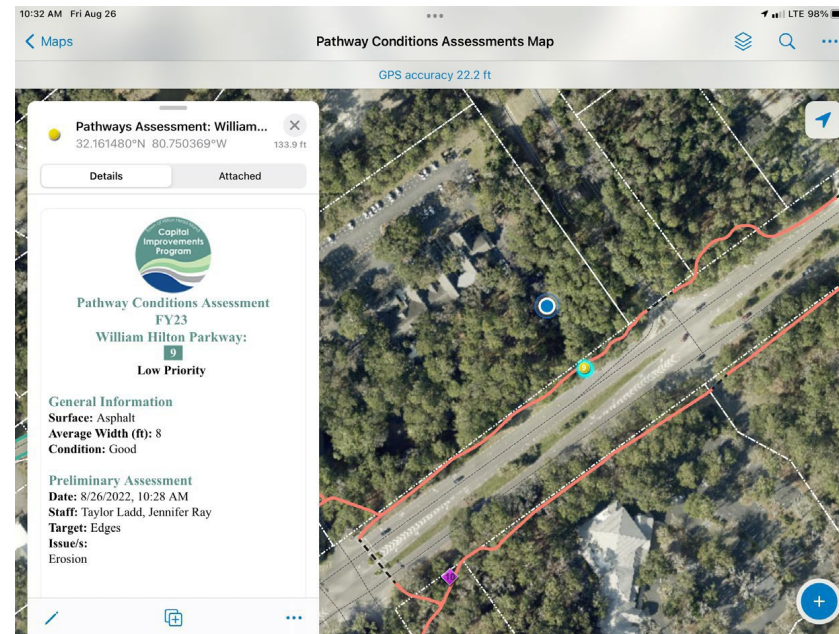 10:32 AM Fri Aug 26
LTE 98%
Maps
Pathway Conditions Assessments Map
GPS accuracy 22.2 ft
Pathways Assessment: William...
32.161480°N 80.750369°W
133.9 ft
Details
Attached
Capital
Improvements
Program
Pathway Conditions Assessment
FY23
William Hilton Parkway:
9
Low Priority
General Information
Surface: Asphalt
Average Width (ft): 8
Condition: Good
Preliminary Assessment
Date: 8/26/2022, 10:28 AM
Staff: Taylor Ladd, Jennifer Ray
Target: Edges
Issue/s:
Erosion
9